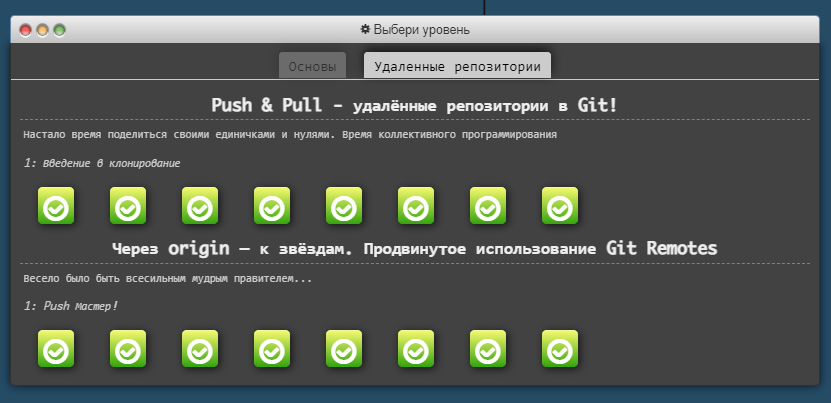 Выбери уровень
Основы
Удаленные репозитории
Push & Pull - удалённые репозитории в Git!
Настало время поделиться своими единичками и нулями. Время коллективного программирования
1: Введение в клонирование
Через origin – к звёздам. Продвинутое использование Git Remotes
Весело было быть всесильным мудрым правителем...
1: Push Мастер!